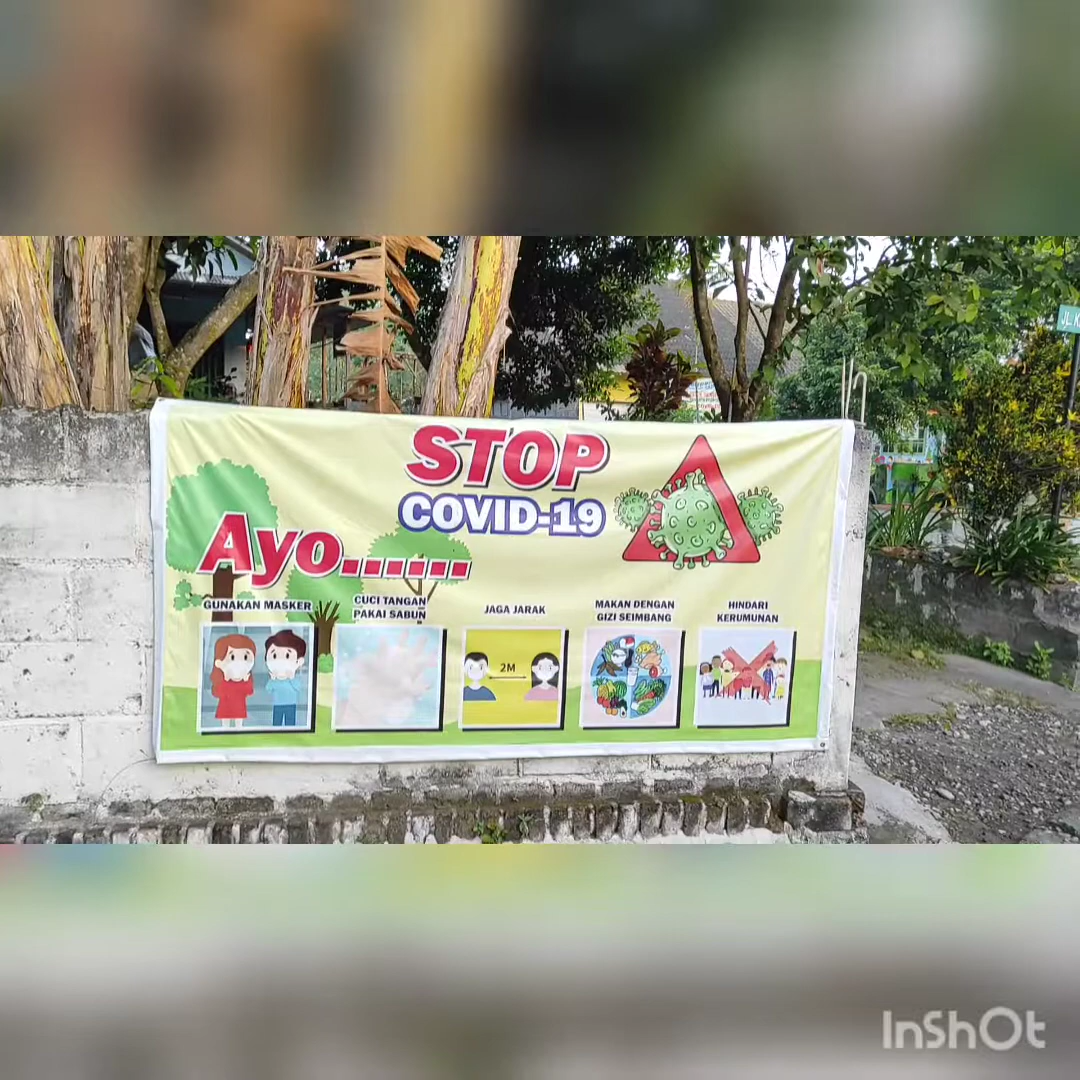 STOP
COVID-19
Ayo......
GUNAKAN MASKER
CUCI TANGAN
PAKAI SABUN
JAGA JARAK
MAKAN DENGAN
GIZI SEIMBANG
HINDARI
KERUMUNAN
2M
JL.K
InShOt